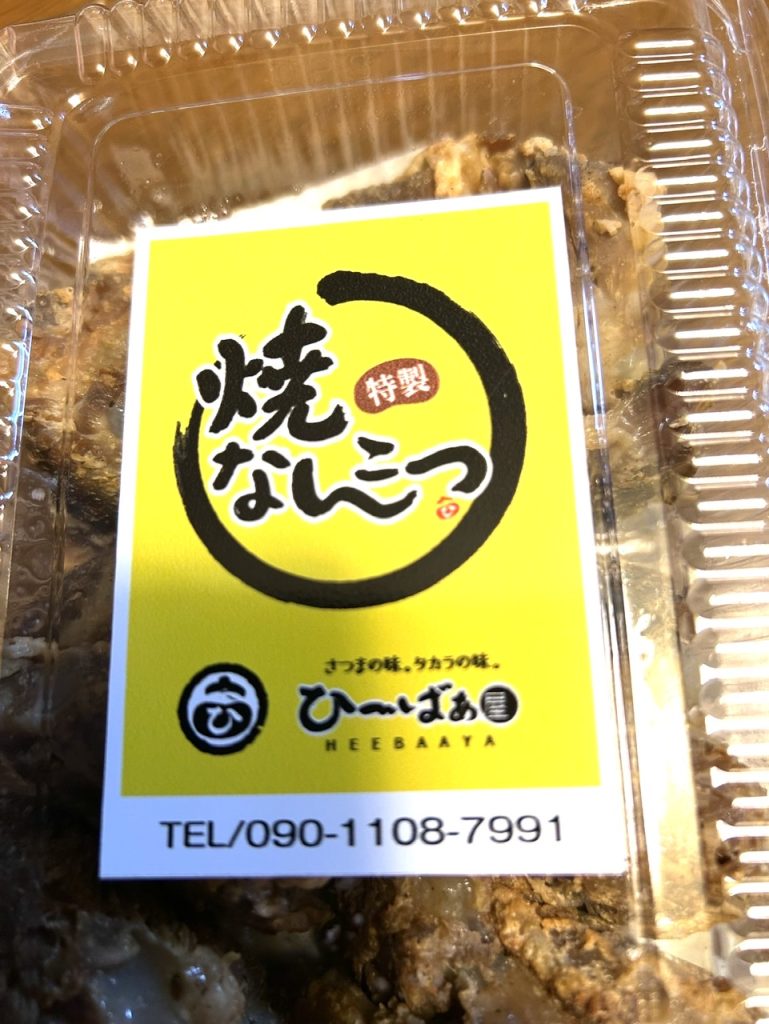 焼
特製
なんこつ
さつまの味。タカラの味。
ひ
ひーばぁ屋
HEEBAAYA
TEL/090-1108-7991